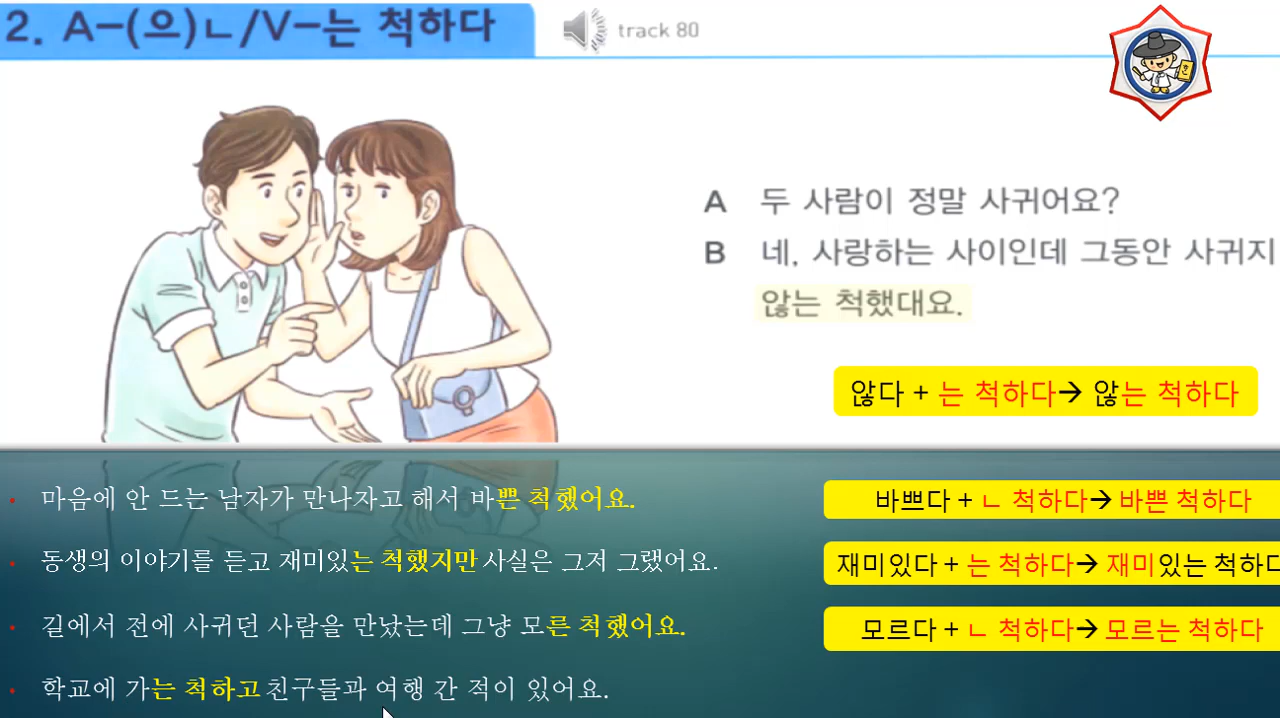 2. A-(으)ㄴ/V-는 척하다
track 80
A 두 사람이 정말 사귀어요?
B 네, 사랑하는 사이인데 그동안 사귀지
않는 척했대요.
않다 + 는 척하다→ 않는 척하다
• 마음에 안 드는 남자가 만나자고 해서 바쁜 척했어요.
바쁘다 + ㄴ 척하다→ 바쁜 척하다
• 동생의 이야기를 듣고 재미있는 척했지만 사실은 그저 그랬어요.
재미있다 + 는 척하다→ 재미있는 척하다
• 길에서 전에 사귀던 사람을 만났는데 그냥 모른 척했어요.
모르다 + ㄴ 척하다→ 모르는 척하다
• 학교에 가는 척하고 친구들과 여행 간 적이 있어요.